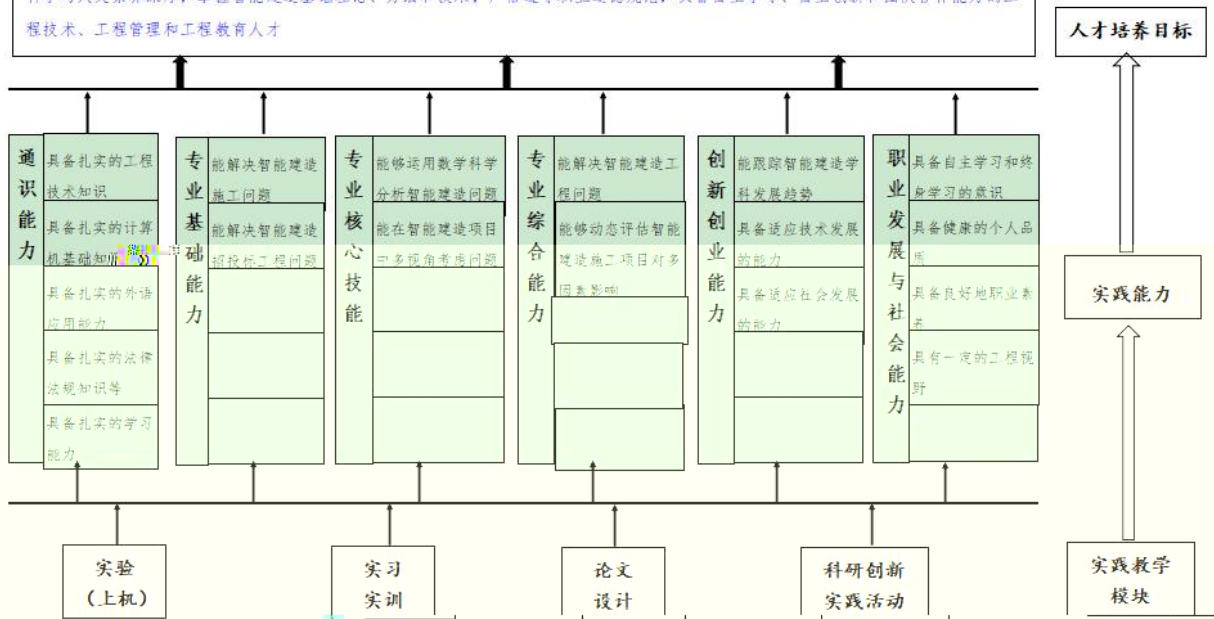 程技术、工程管理和工程教育人才
人才培养目标
通识能力
具备扎实的工程
技术知识
具备扎实的计算
机基础知
具备扎实的外语
应用能力
具备扎实的法律
法规知识等
具备扎实的学习
能力
专业基础能力
能解决智能建造
施工问题
能解决智能建造
招投标工程问题
专业核心技能
能够运用数学科学
分析智能建造问题
能在智能建造项目
中多视角考虑问题
专业综合能力
能解决智能建造工
程问题
能够动态评估智能
建造施工项目对多
因素影响
创新创业能力
能跟踪智能建造学
科发展趋势
具备适应技术发展
的能力
具备适应社会发展
的能力
职业发展与社会能力
具备自主学习和终
身学习的意识
具备健康的个人品
质
具备良好地职业素
养
具有一定的工程视
野
实践能力
实验
（上机）
实习
实训
论文
设计
科研创新
实践活动
实践教学
模块